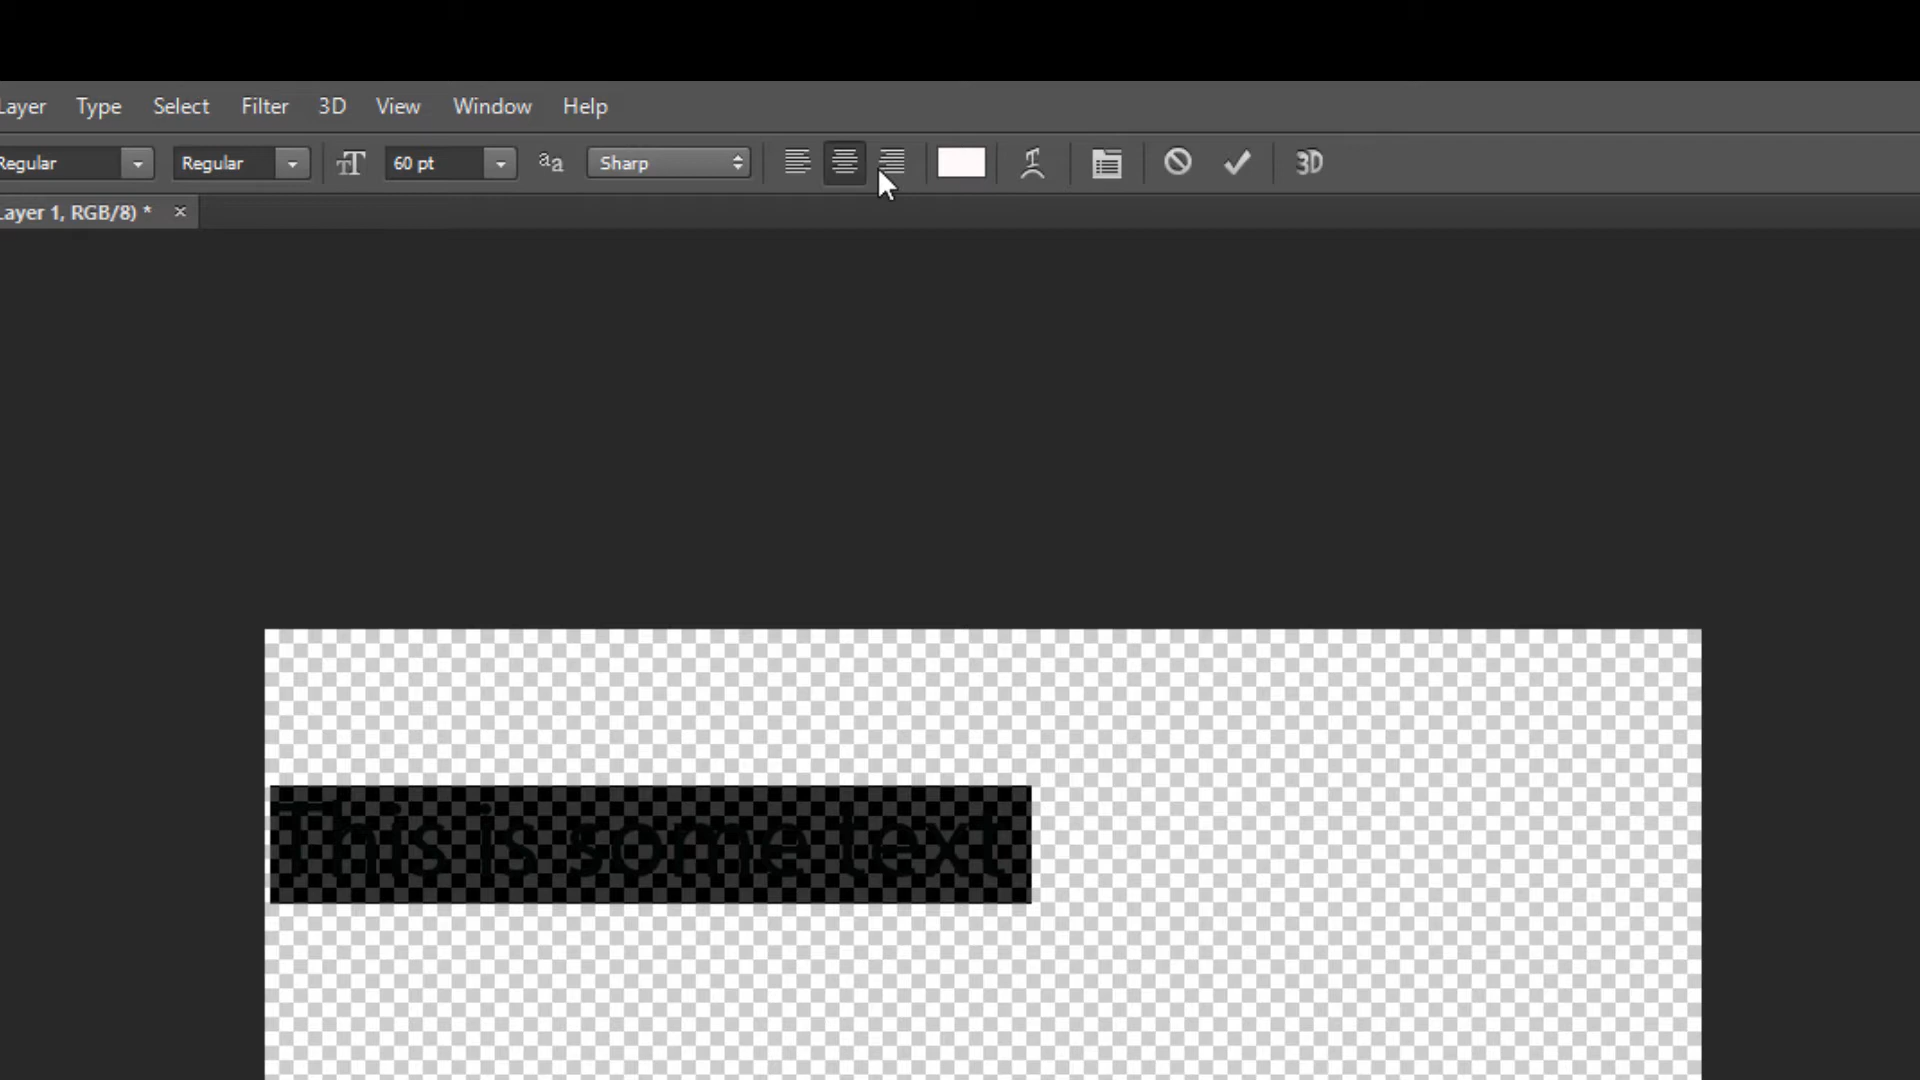 Layer Type Select Filter 3D View Window Help
Regular Regular 60 pt aa Sharp 3D
Layer 1, RGB/8) *
This is some text